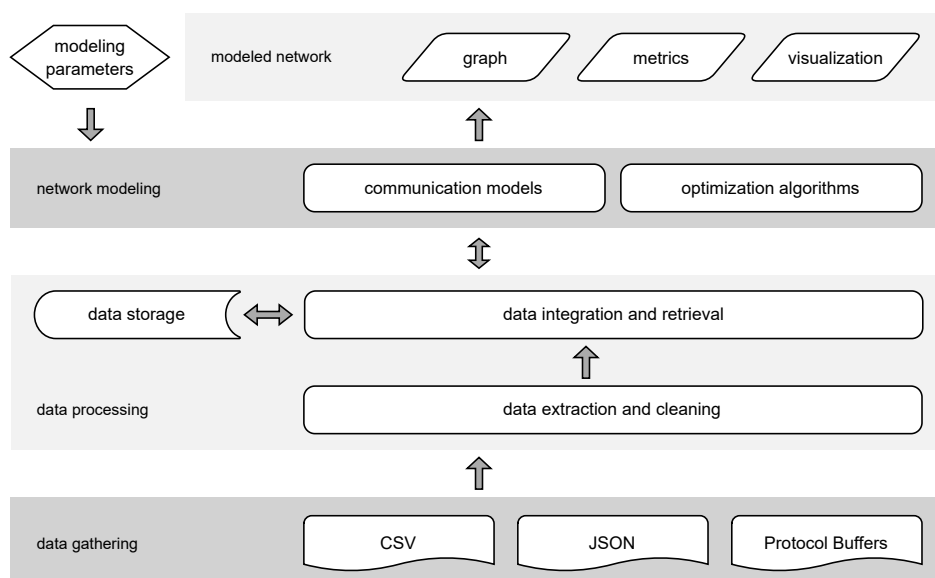 modeling
parameters
modeled network
graph
metrics
visualization
network modeling
communication models
optimization algorithms
data storage
data integration and retrieval
data processing
data extraction and cleaning
data gathering
CSV
JSON
Protocol Buffers